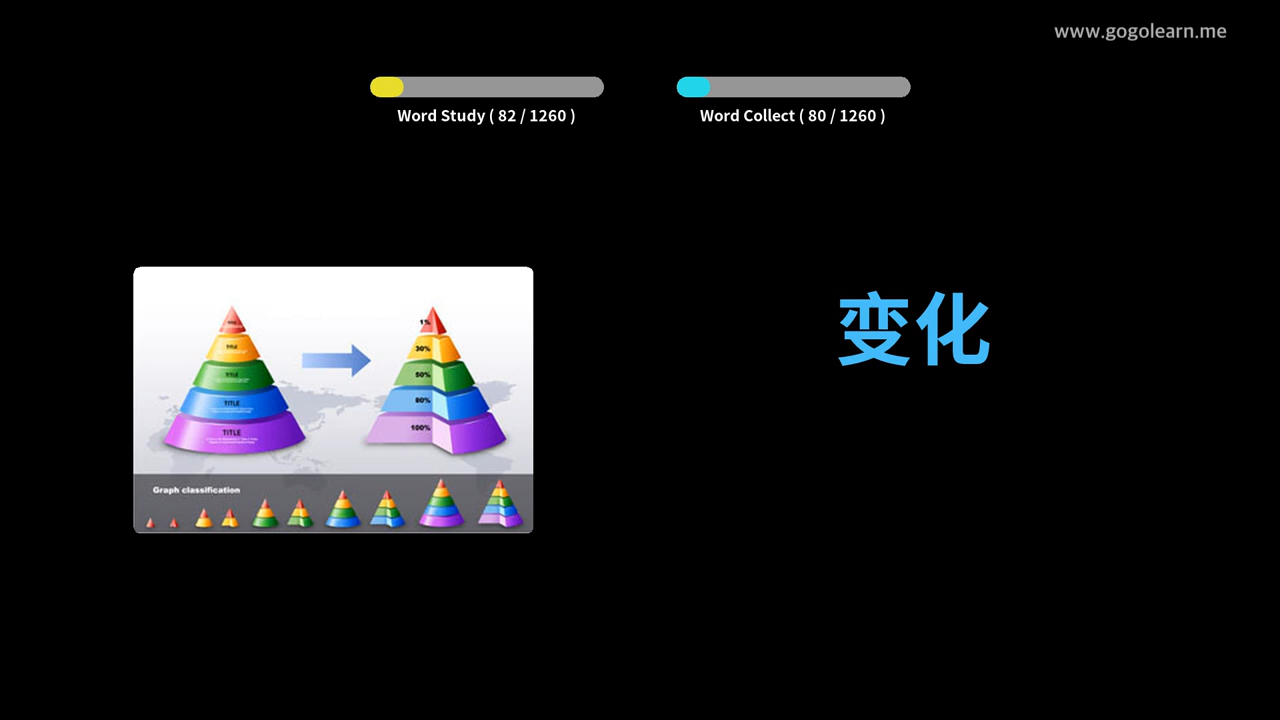 www.gogolearn.me
Word Study ( 82 / 1260 )
Word Collect ( 80 / 1260 )
变化
TITLE
TITLE
TITLE
TITLE
1%
30%
50%
80%
100%
Graph classification